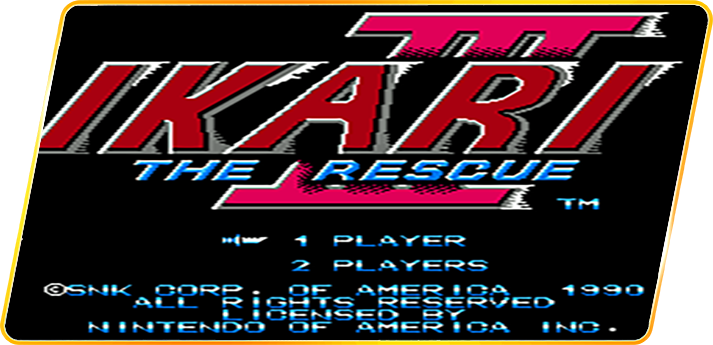 III
IKARI
THE RESCUE
TM
1 PLAYER
2 PLAYERS
©SNK CORP. OF AMERICA 1990
ALL RIGHTS RESERVED
LICENSED BY
NINTENDO OF AMERICA INC.